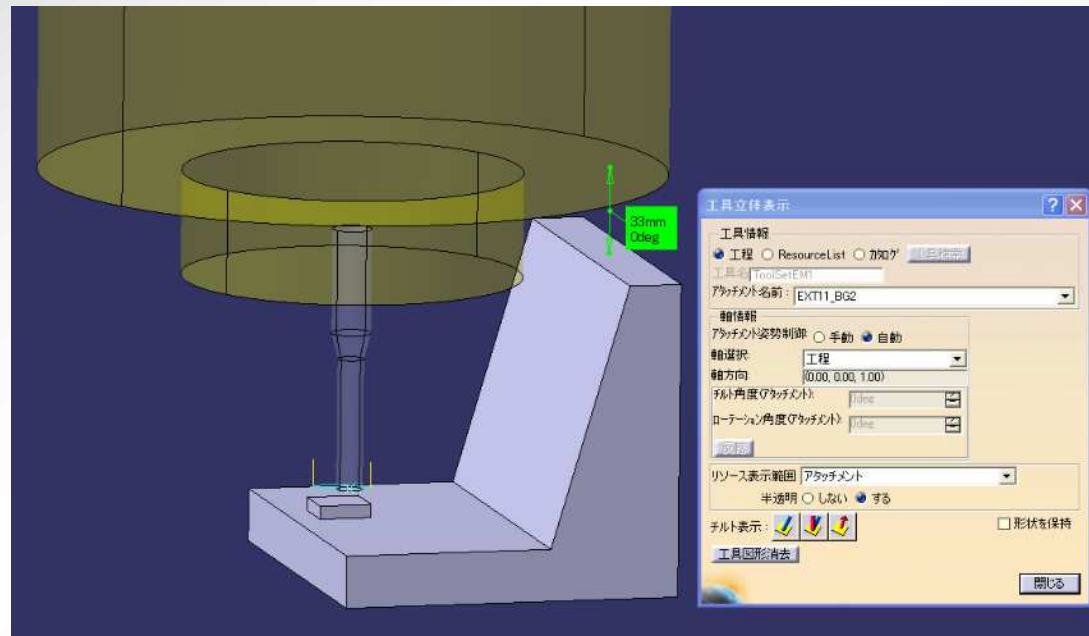 33mm
0deg
工具立体表示
工具情報
工程 ResourceList カタログ
工具名 ToolSetEM1
アタッチメント名前： EXT11_BG2
軸情報
アタッチメント姿勢制御: 手動 自動
軸選択: 工程
軸方向: (0.00, 0.00, 1.00)
チルト角度(アタッチメント): 0deg
ローテーション角度(アタッチメント): 0deg
リソース表示範囲 アタッチメント
半透明 しない する
チルト表示： 形状を保持
工具図形消去
閉じる